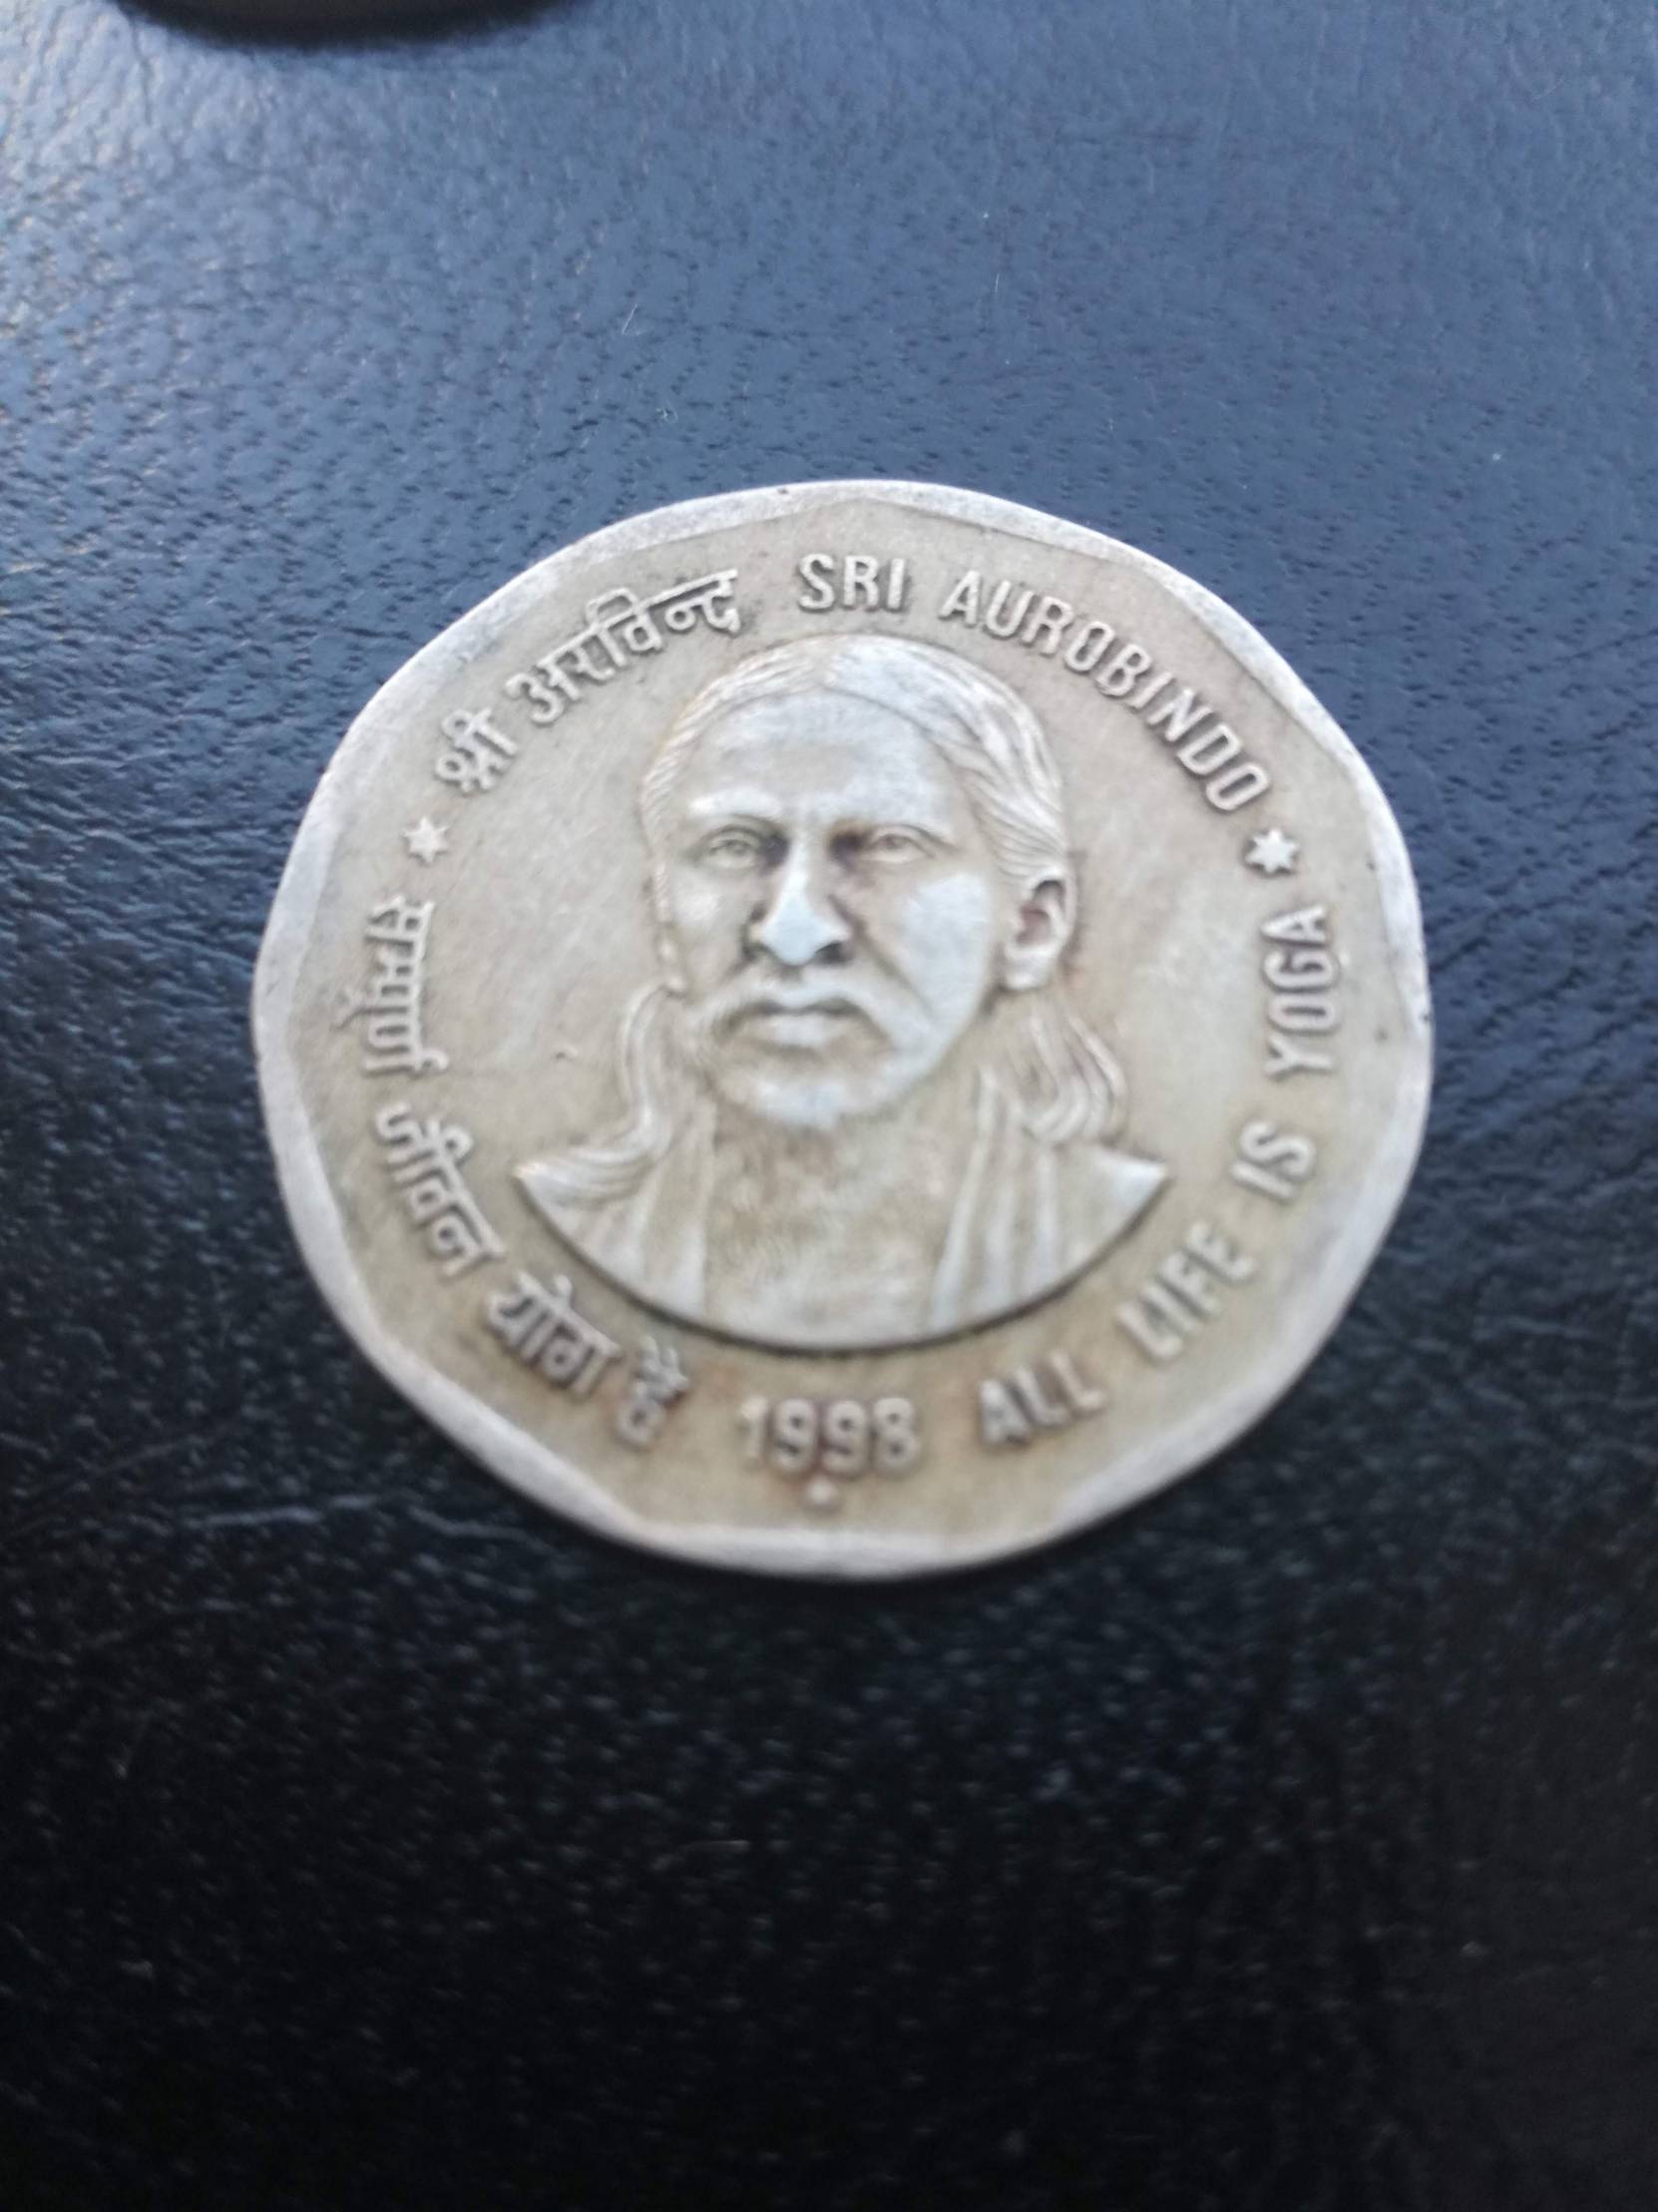 श्री अरविन्द SRI AUROBINDO
सम्पूर्ण जीवन योग है
1998
ALL LIFE IS YOGA